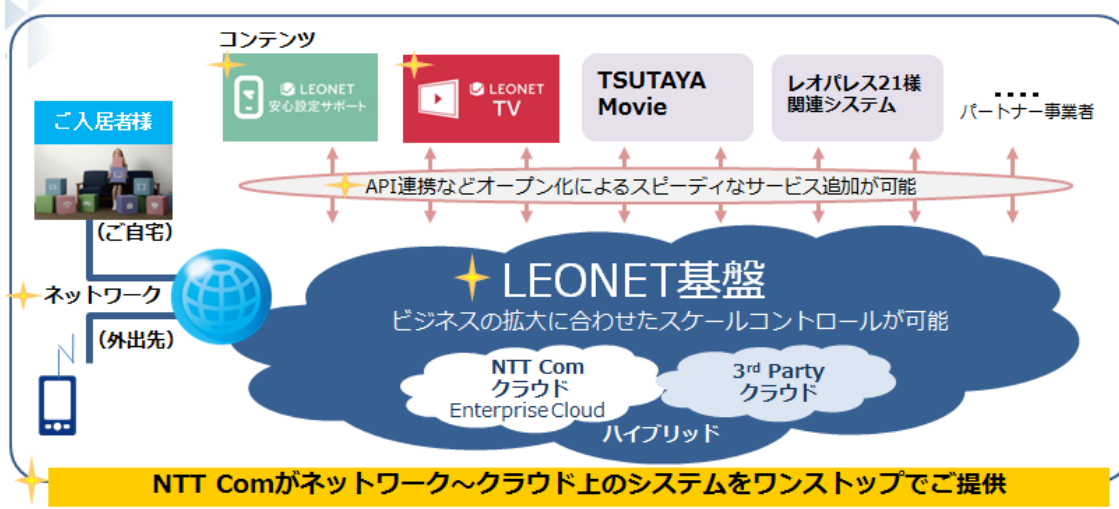 コンテンツ
LEONET
安心設定サポート
LEONET
TV
TSUTAYA
Movie
レオパレス21様
関連システム
‥‥
パートナー事業者
ご入居者様
API連携などオープン化によるスピーディなサービス追加が可能
(ご自宅)
ネットワーク
(外出先)
LEONET基盤
ビジネスの拡大に合わせたスケールコントロールが可能
NTT Com
クラウド
Enterprise Cloud
3rd Party
クラウド
ハイブリッド
NTT Comがネットワーク～クラウド上のシステムをワンストップでご提供